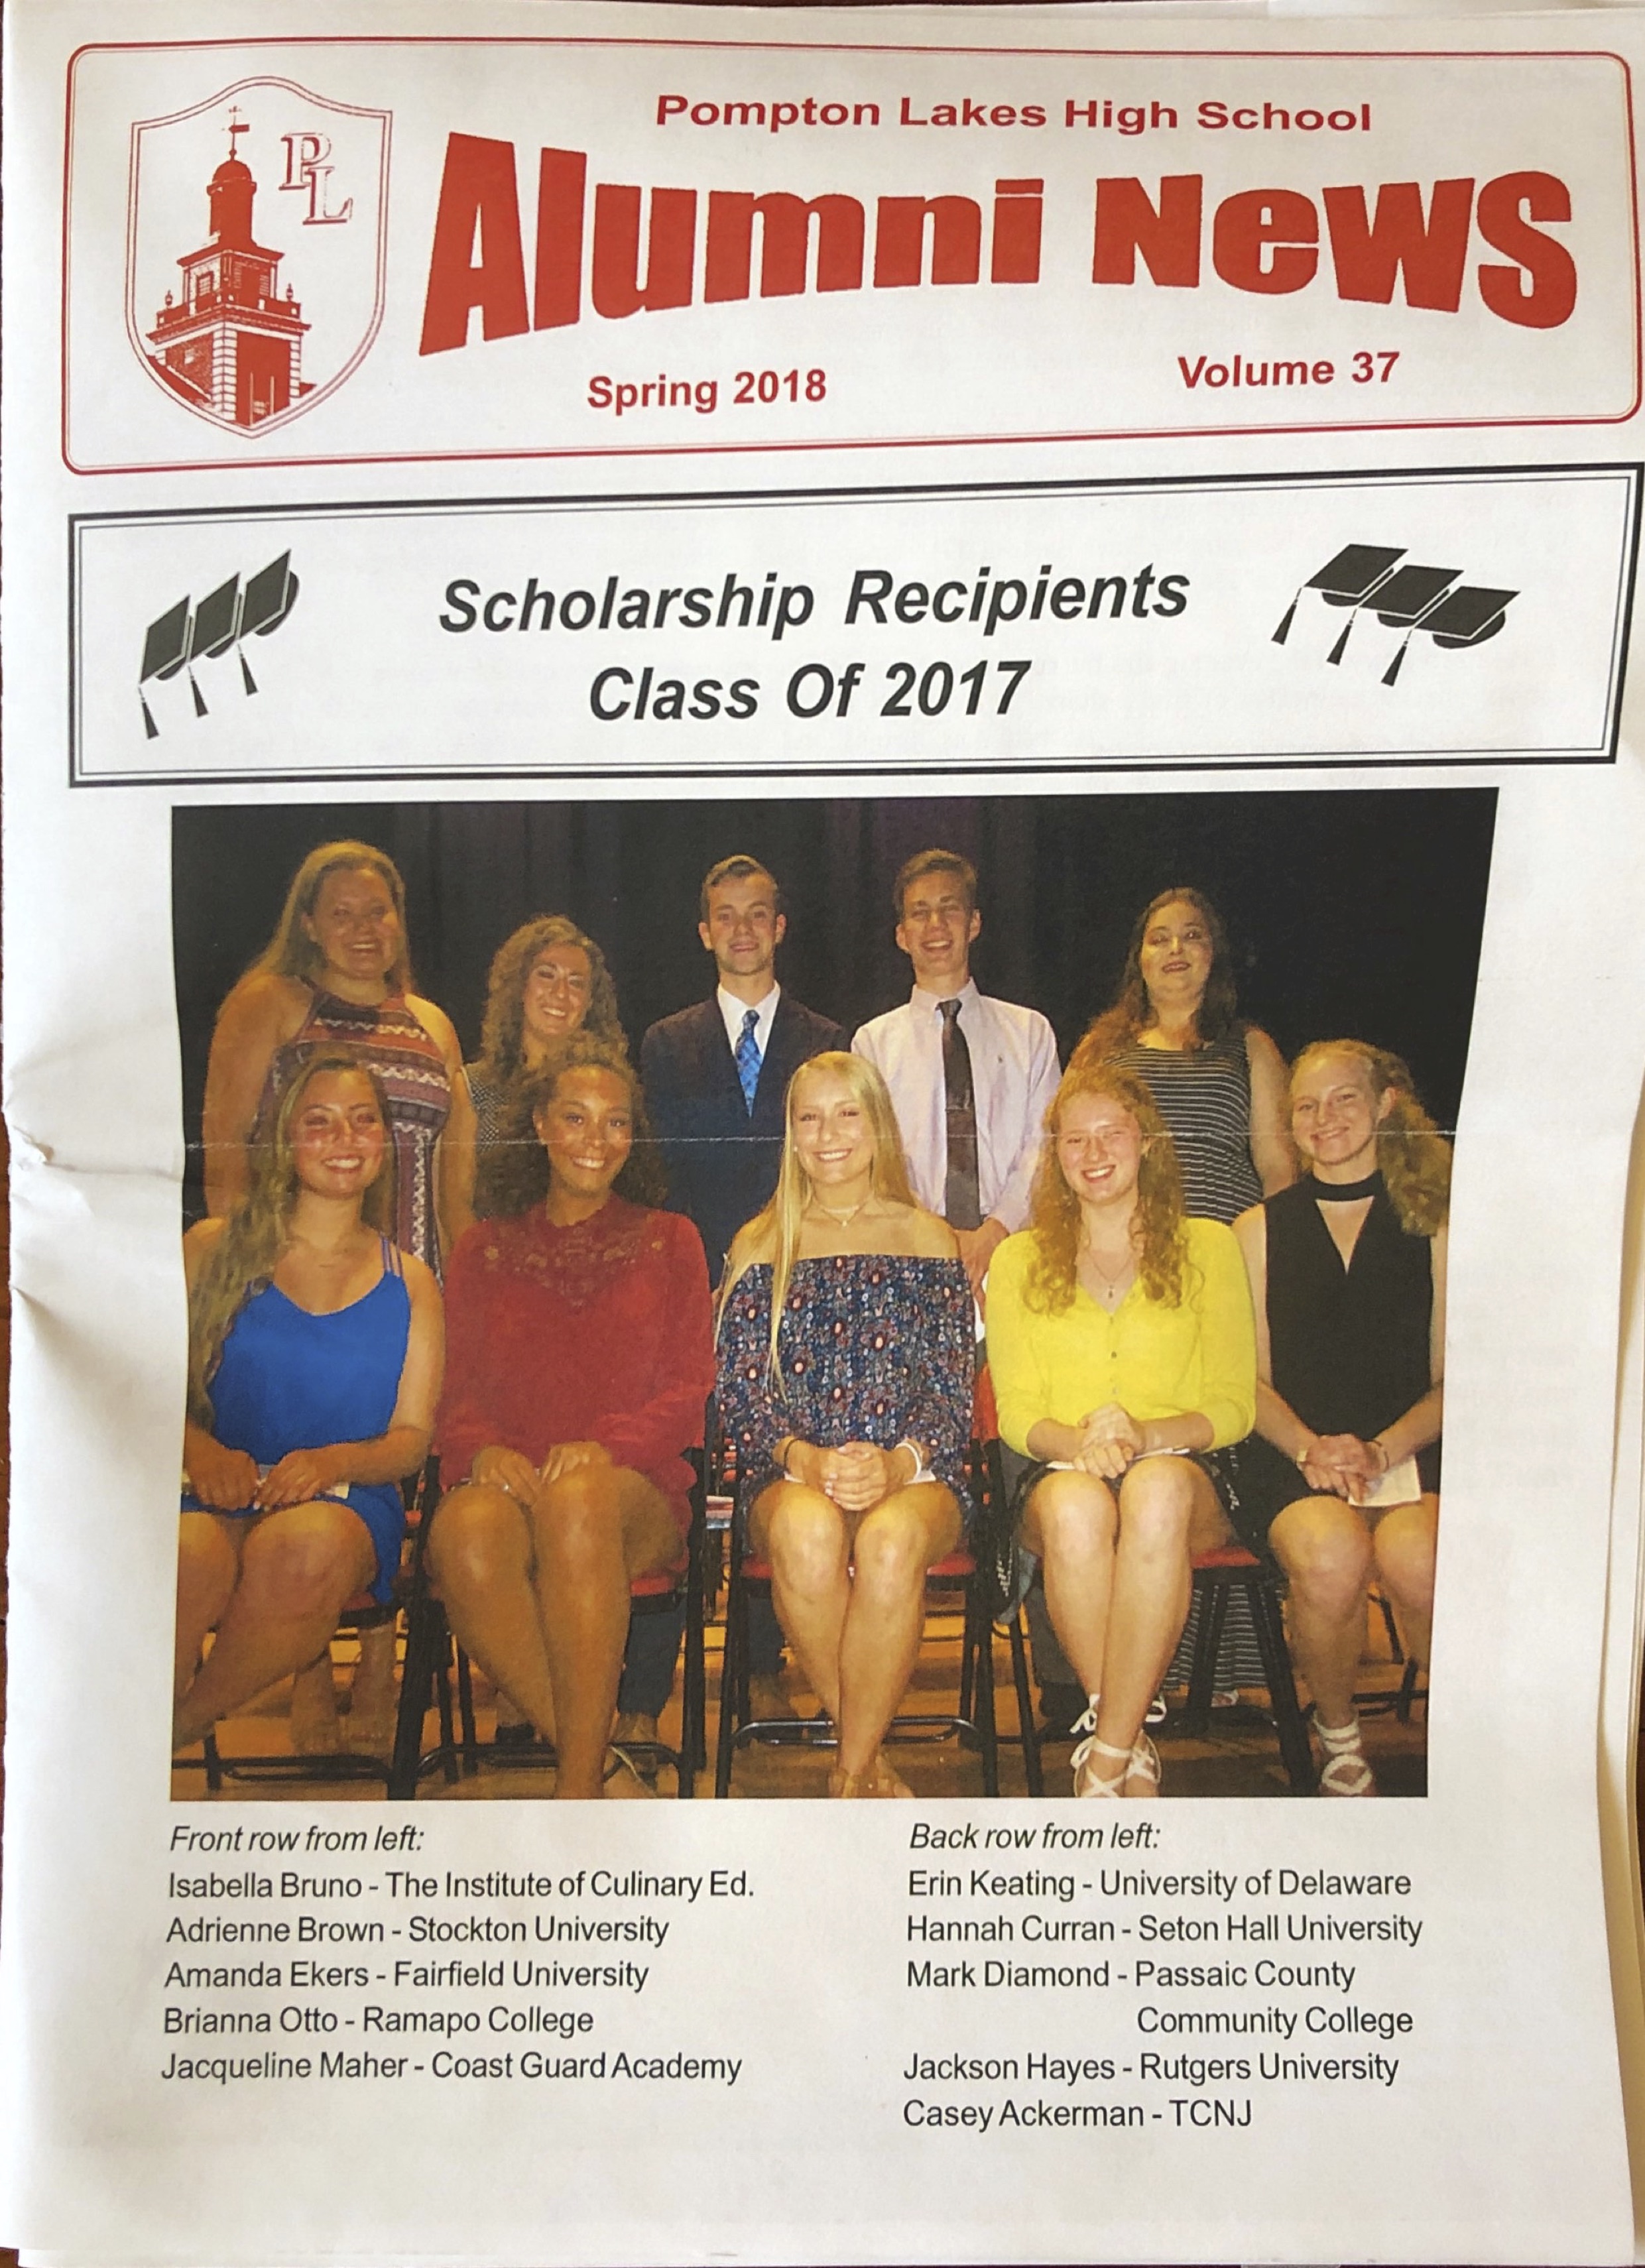 PL
Pompton Lakes High School
Alumni News
Spring 2018
Volume 37
Scholarship Recipients
Class Of 2017
Front row from left:
Isabella Bruno - The Institute of Culinary Ed.
Adrienne Brown - Stockton University
Amanda Ekers - Fairfield University
Brianna Otto - Ramapo College
Jacqueline Maher - Coast Guard Academy
Back row from left:
Erin Keating - University of Delaware
Hannah Curran - Seton Hall University
Mark Diamond - Passaic County
Community College
Jackson Hayes - Rutgers University
Casey Ackerman - TCNJ